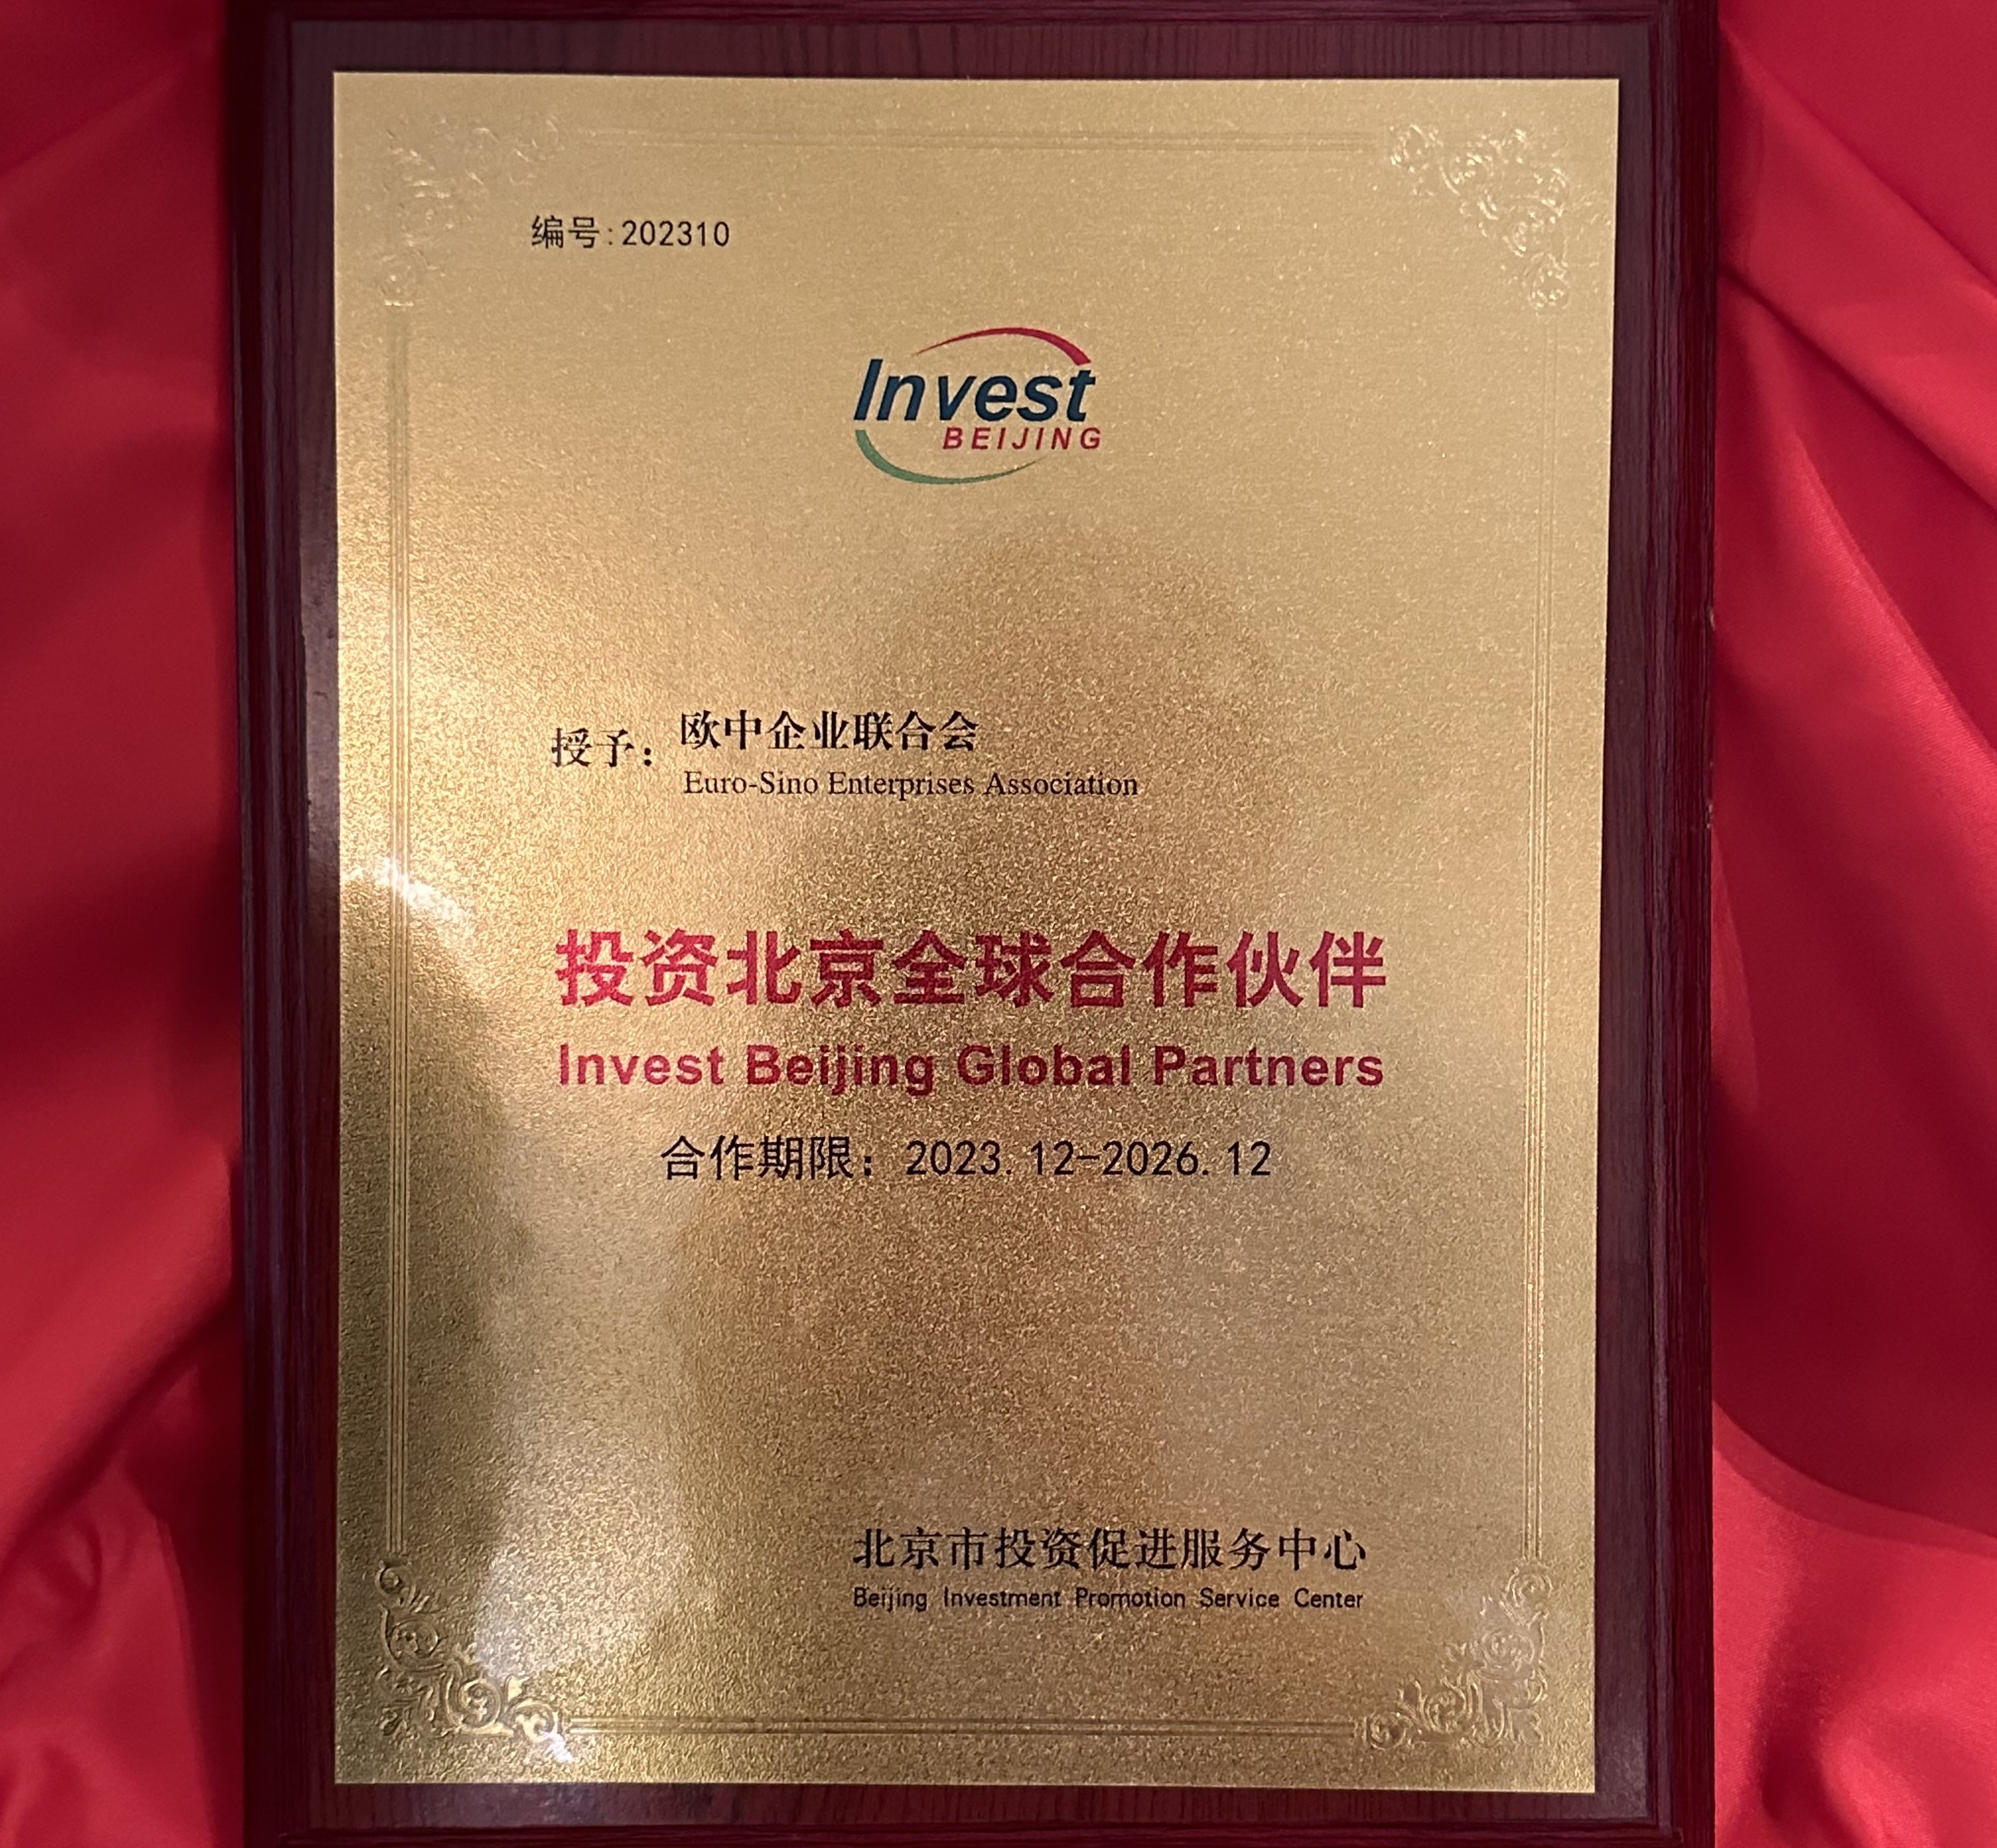 编号:202310
Invest
BEIJING
授予：欧中企业联合会
Euro-Sino Enterprises Association
投资北京全球合作伙伴
Invest Beijing Global Partners
合作期限：2023.12-2026.12
北京市投资促进服务中心
Beijing Investment Promotion Service Center